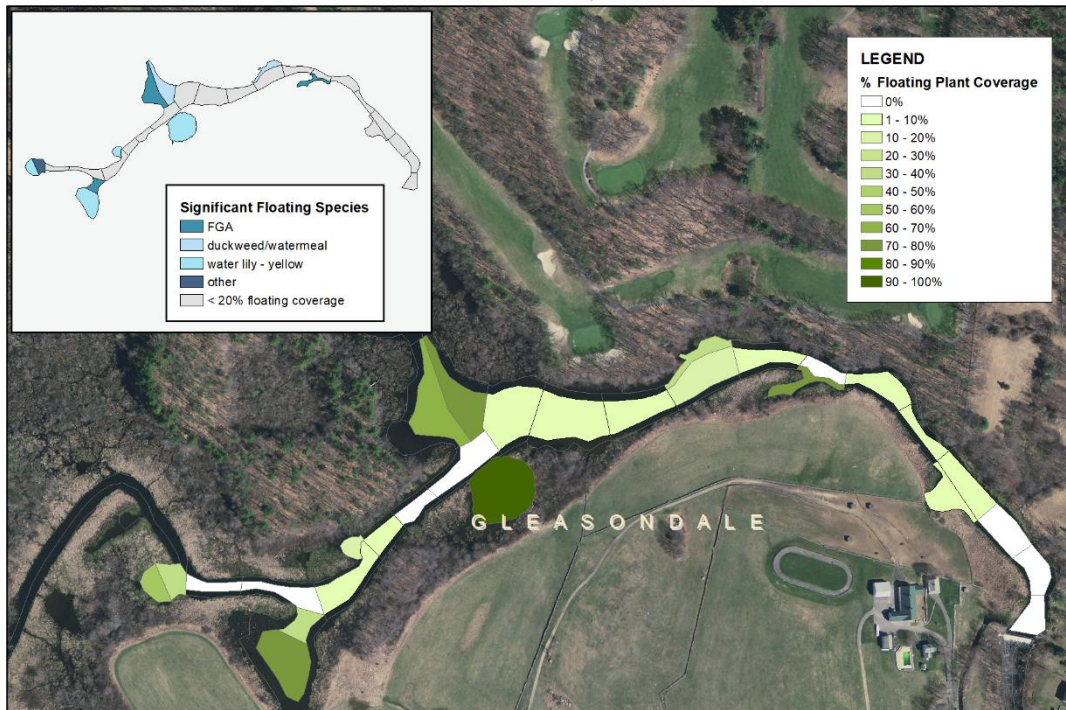 Significant Floating Species
FGA
duckweed/watermeal
water lily - yellow
other
< 20% floating coverage
LEGEND
% Floating Plant Coverage
0%
1 - 10%
10 - 20%
20 - 30%
30 - 40%
40 - 50%
50 - 60%
60 - 70%
70 - 80%
80 - 90%
90 - 100%
GLEASONDALE